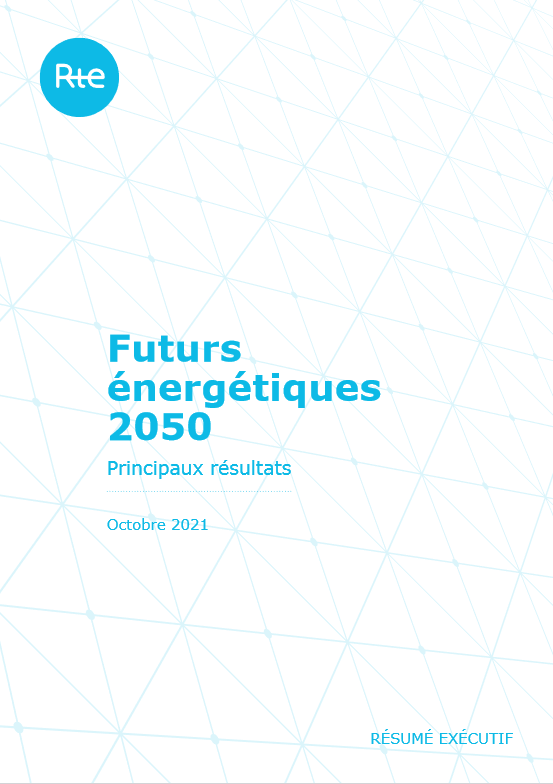 Rte
Futurs
énergétiques
2050
Principaux résultats
Octobre 2021
RÉSUMÉ EXÉCUTIF